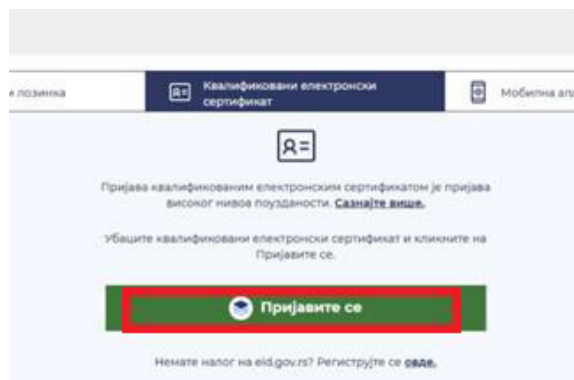 и лозинка
Квалификовани електронски
сертификат
Мобилна апл
Пријава квалификованим електронским сертификатом је пријава
високог нивоа поузданости. Сазнајте више.
Убаците квалификовани електронски сертификат и кликните на
Пријавите се.
Пријавите се
Немате налог на eid.gov.rs? Региструјте се овде.